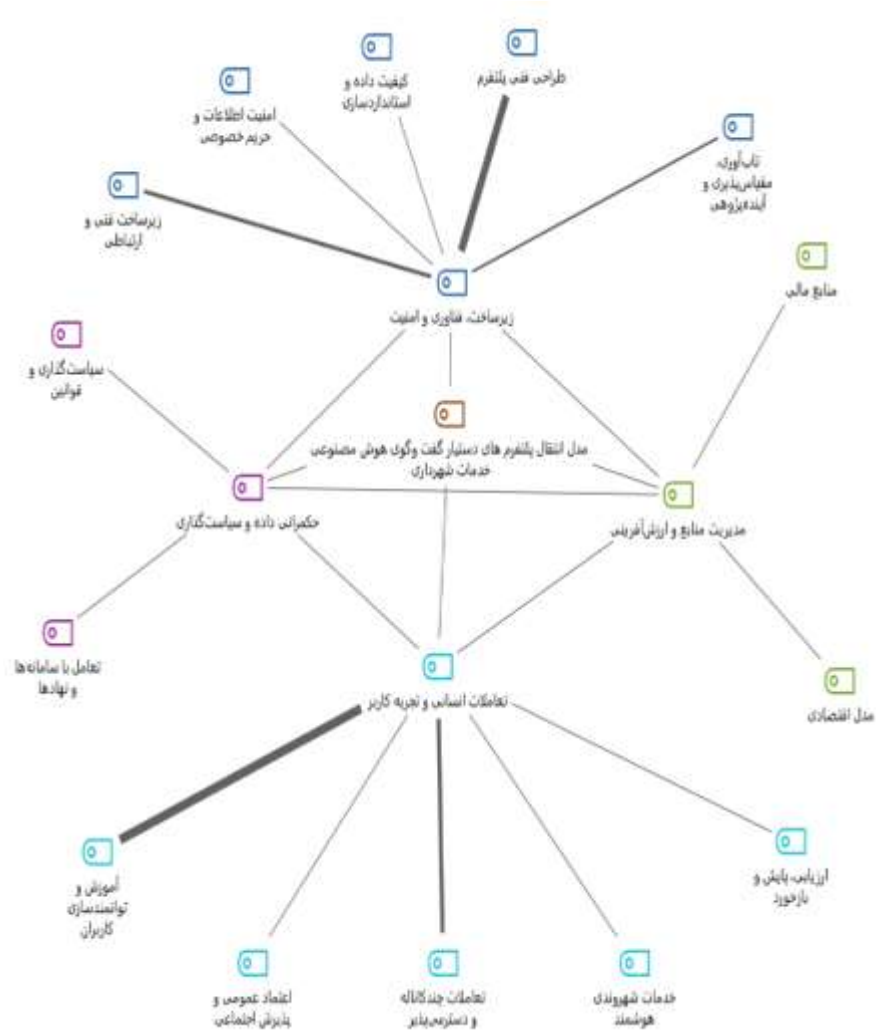 طراحی فنی پلتفرم
کیفیت داده و
استانداردسازی
امنیت اطلاعات و
حریم خصوصی
تاب‌آوری،
مقیاس‌پذیری و
آینده‌پژوهی
زیرساخت فنی و
ارتباطی
منابع مالی
زیرساخت، فناوری و امنیت
سیاست‌گذاری و
قوانین
مدل انتقال پلتفرم های دستیار گفت وگوی هوش مصنوعی
خدمات شهرداری
حکمرانی داده و سیاست‌گذاری
مدیریت منابع و ارزش‌آفرینی
تعامل با سامانه‌ها
و نهادها
تعاملات انسانی و تجربه کاربر
مدل اقتصادی
ارزیابی، پایش و
بازخورد
آموزش و
توانمندسازی
کاربران
خدمات شهروندی
هوشمند
تعاملات چندکاناله
و دسترسی‌پذیر
اعتماد عمومی و
پذیرش اجتماعی